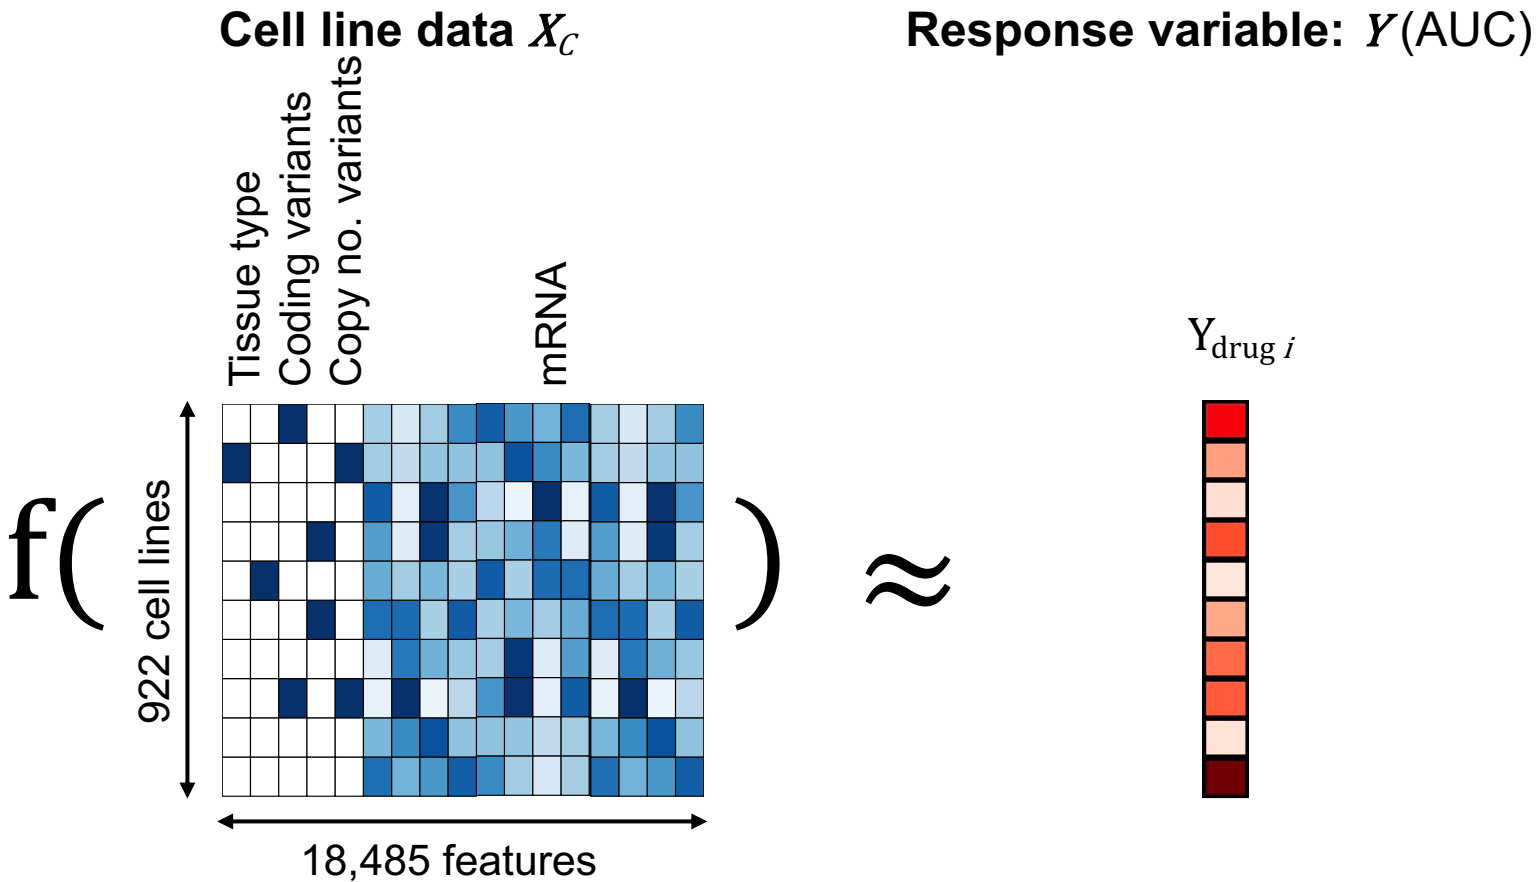 Cell line data X_C
Response variable: Y(AUC)
Tissue type
Coding variants
Copy no. variants
mRNA
Y_drug i
f(
922 cell lines
)
≈
18,485 features